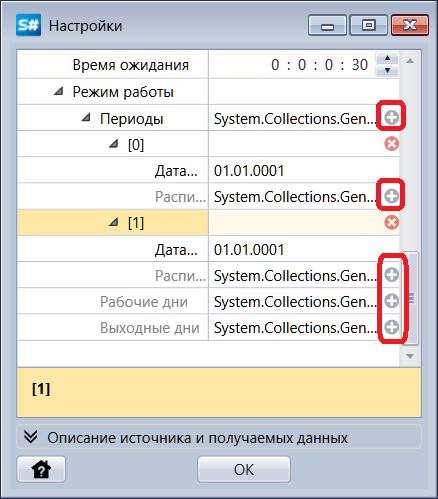 S# Настройки
Время ожидания 0 : 0 : 0 : 30
Режим работы
Периоды System.Collections.Gen...
[0]
Дата... 01.01.0001
Распи... System.Collections.Gen...
[1]
Дата... 01.01.0001
Распи... System.Collections.Gen...
Рабочие дни System.Collections.Gen...
Выходные дни System.Collections.Gen...
[1]
Описание источника и получаемых данных
? OK